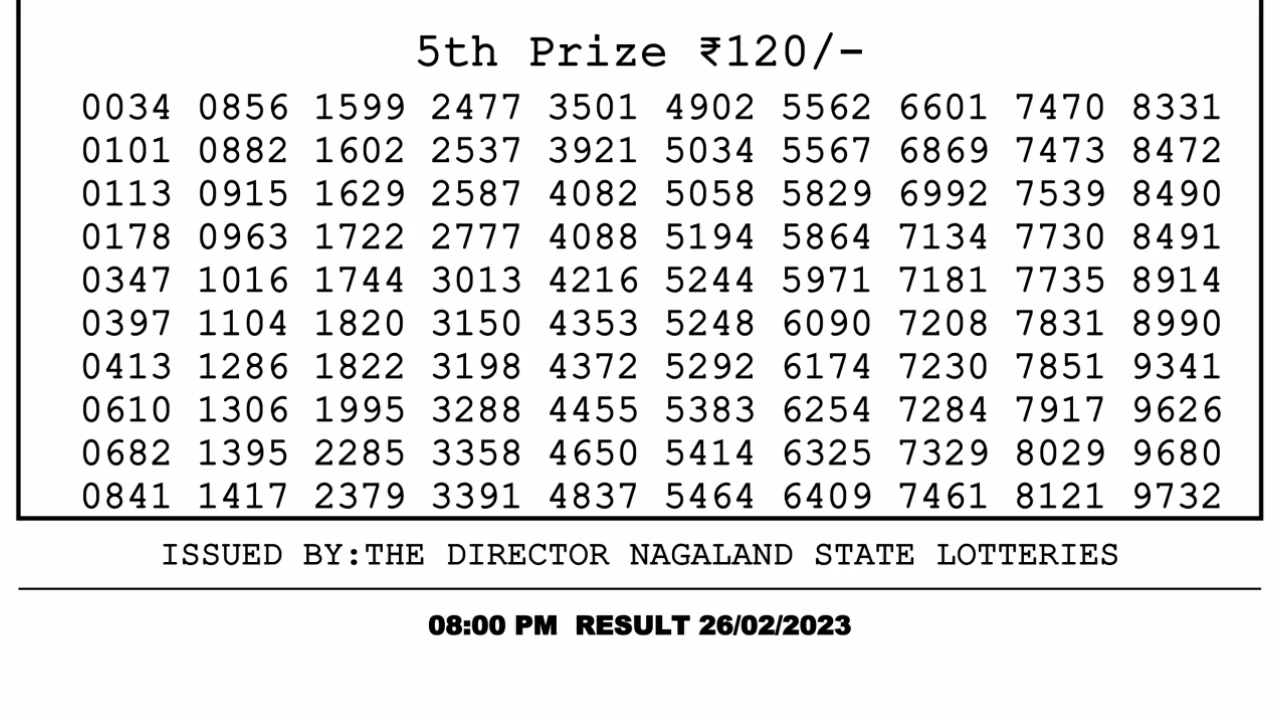 5th Prize ₹120/-
0034 0856 1599 2477 3501 4902 5562 6601 7470 8331
0101 0882 1602 2537 3921 5034 5567 6869 7473 8472
0113 0915 1629 2587 4082 5058 5829 6992 7539 8490
0178 0963 1722 2777 4088 5194 5864 7134 7730 8491
0347 1016 1744 3013 4216 5244 5971 7181 7735 8914
0397 1104 1820 3150 4353 5248 6090 7208 7831 8990
0413 1286 1822 3198 4372 5292 6174 7230 7851 9341
0610 1306 1995 3288 4455 5383 6254 7284 7917 9626
0682 1395 2285 3358 4650 5414 6325 7329 8029 9680
0841 1417 2379 3391 4837 5464 6409 7461 8121 9732
ISSUED BY:THE DIRECTOR NAGALAND STATE LOTTERIES
08:00 PM RESULT 26/02/2023